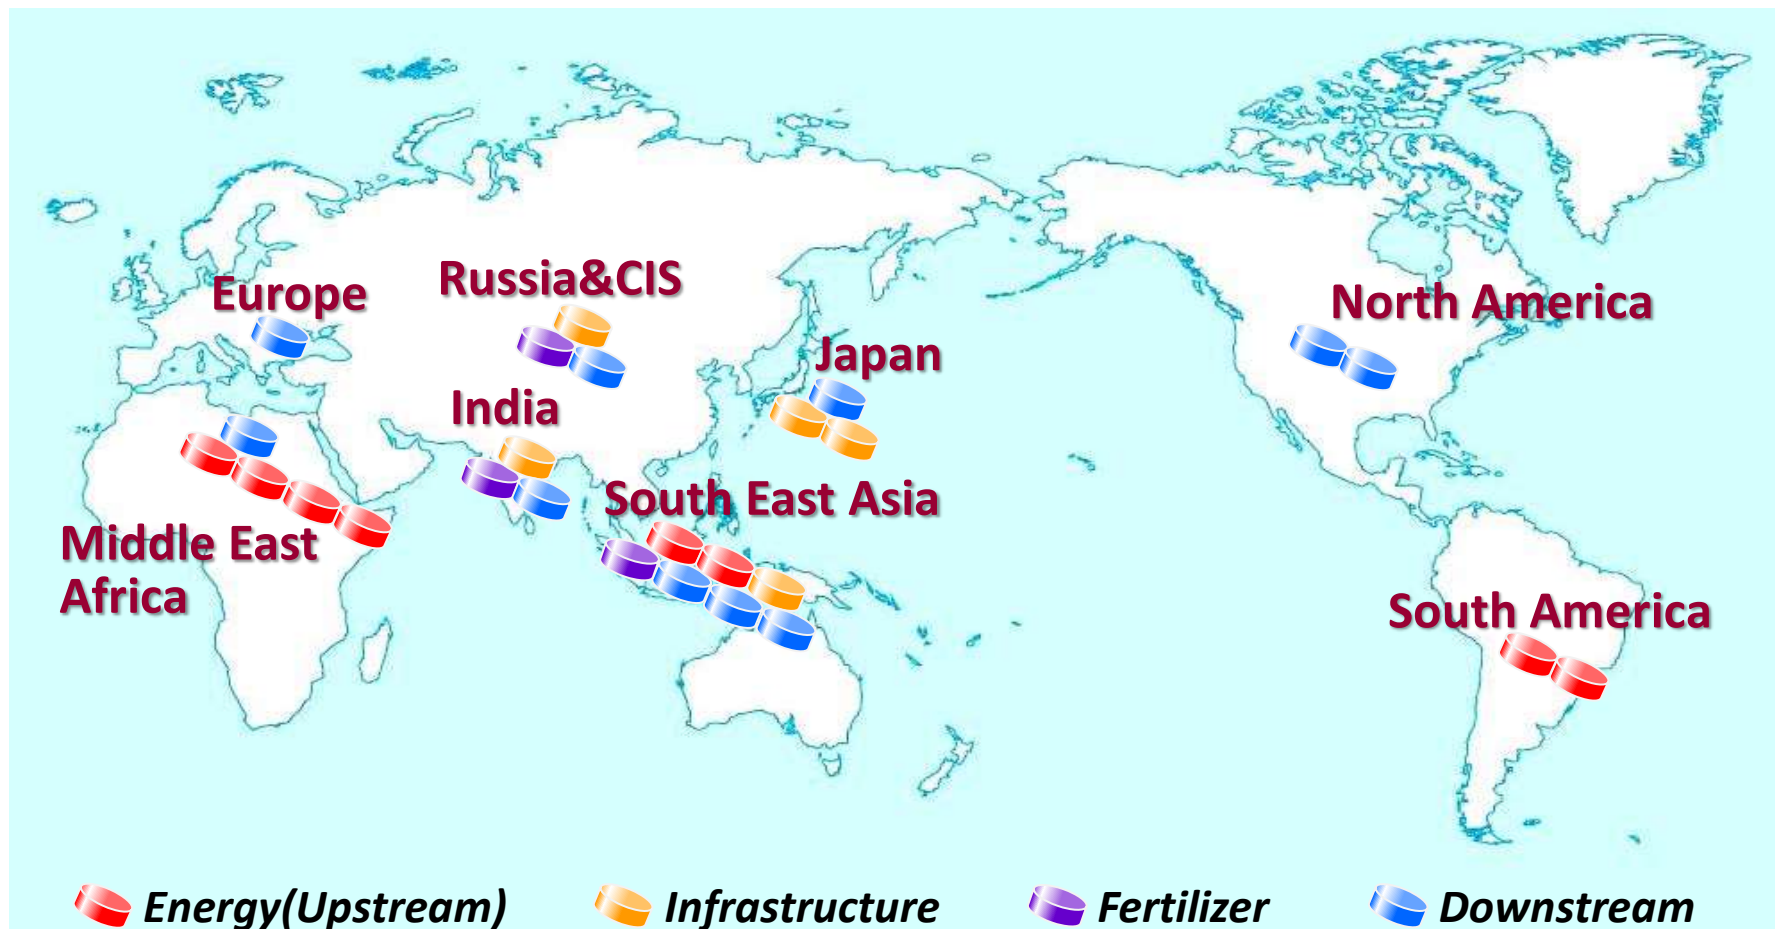 Europe
Russia&CIS
North America
Japan
India
South East Asia
Middle East
Africa
South America
Energy(Upstream)
Infrastructure
Fertilizer
Downstream